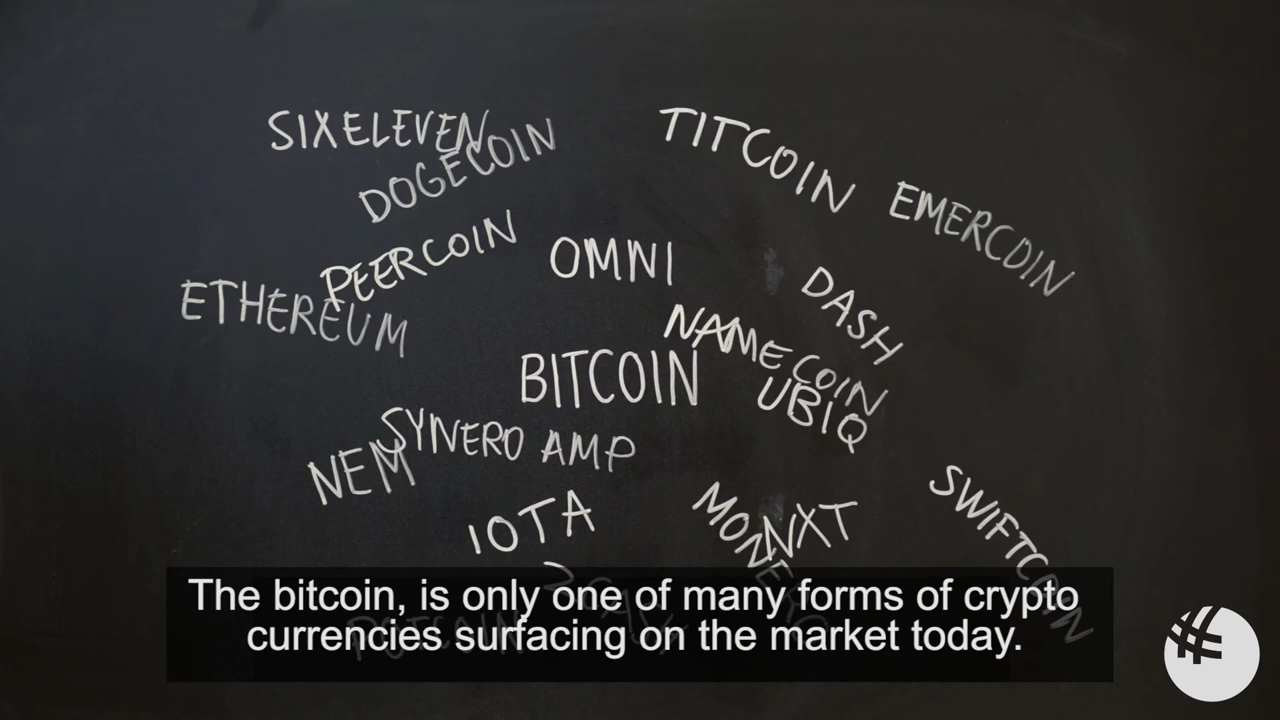 SIXELEVEN
TITCOIN
DOGECOIN
EMERCOIN
PEERCOIN
OMNI
DASH
ETHEREUM
NAMECOIN
BITCOIN
UBIQ
SYNERO AMP
NEM
SWIFTCOIN
IOTA
MONERO
NXT
The bitcoin, is only one of many forms of crypto
currencies surfacing on the market today.